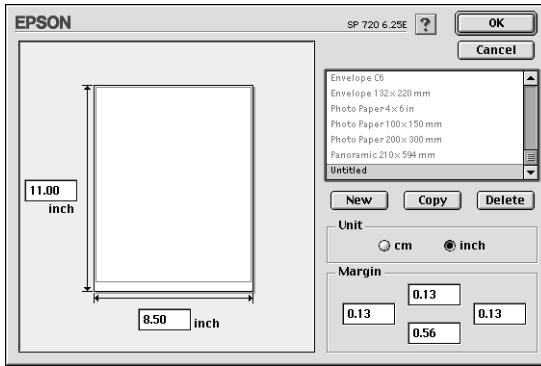 EPSON
SP 720 6.25E ? OK
Cancel
Envelope C6
Envelope 132×220 mm
Photo Paper 4×6 in
Photo Paper 100×150 mm
Photo Paper 200×300 mm
Panoramic 210×594 mm
Untitled
New Copy Delete
11.00
inch
8.50 inch
Unit
cm inch
Margin
0.13
0.13 0.13
0.56